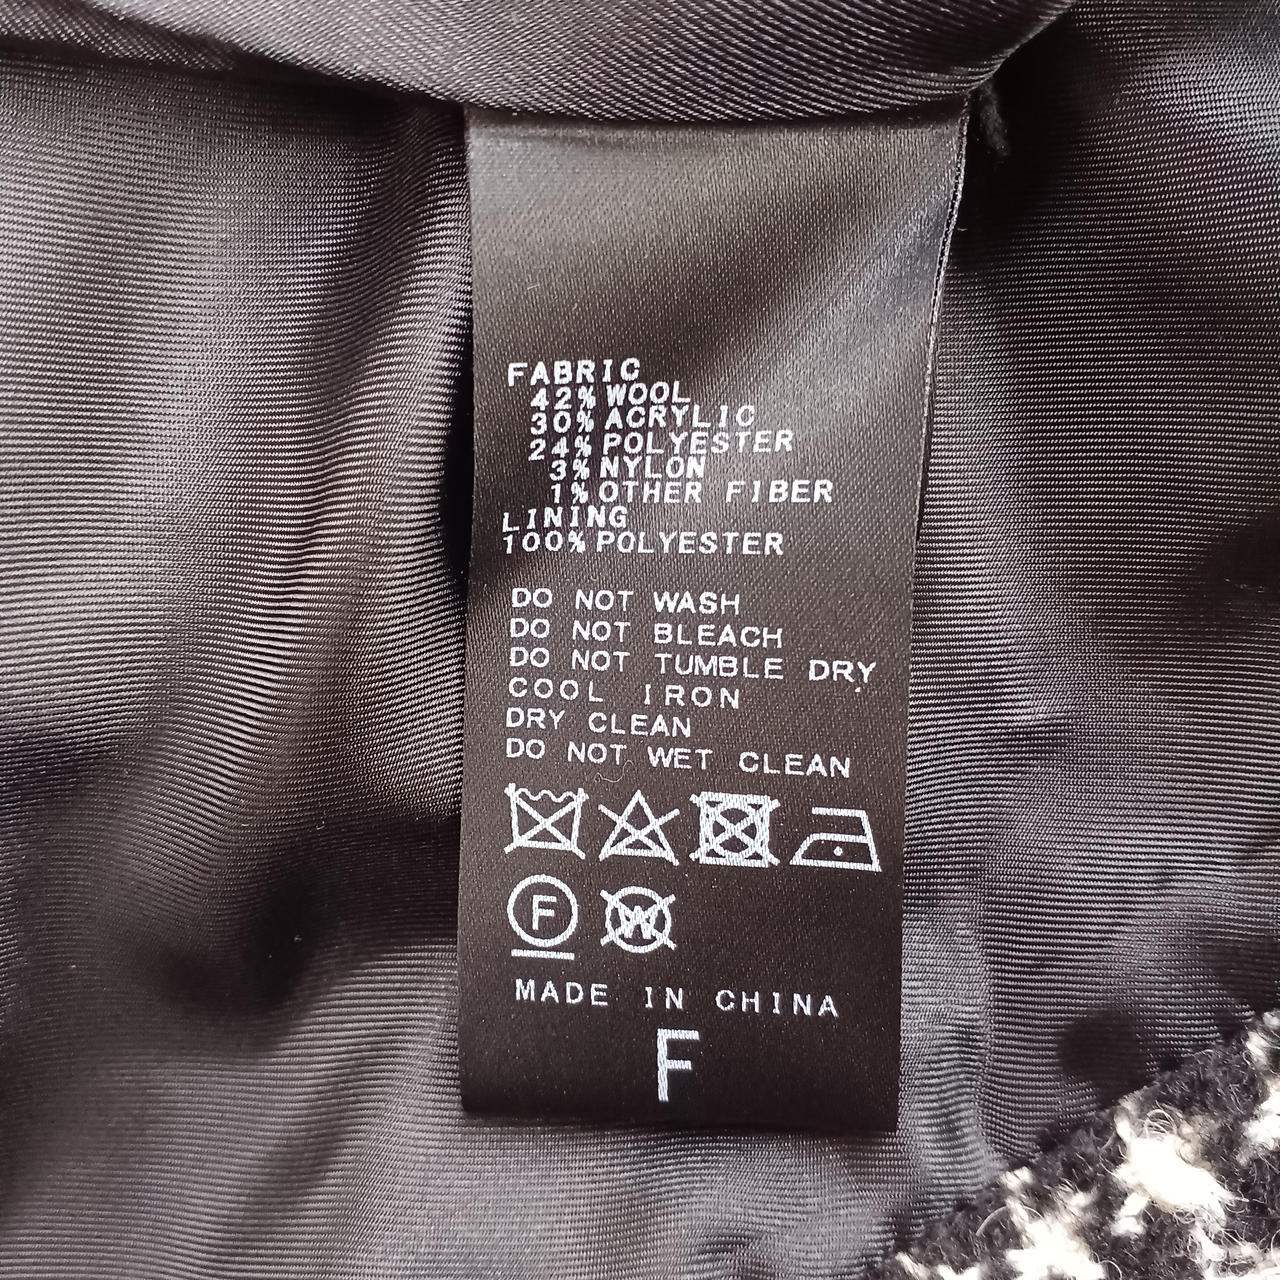 FABRIC
42% WOOL
30% ACRYLIC
24% POLYESTER
3% NYLON
1% OTHER FIBER
LINING
100% POLYESTER
DO NOT WASH
DO NOT BLEACH
DO NOT TUMBLE DRY
COOL IRON
DRY CLEAN
DO NOT WET CLEAN
F W
MADE IN CHINA
F